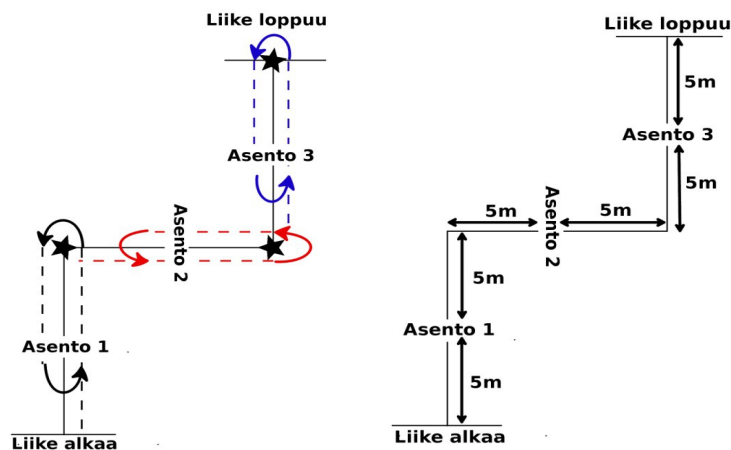 Liike loppuu
Asento 3
Asento 2
Asento 1
Liike alkaa
Liike loppuu
5m
Asento 3
5m
5m
5m
Asento 2
5m
Asento 1
5m
Liike alkaa